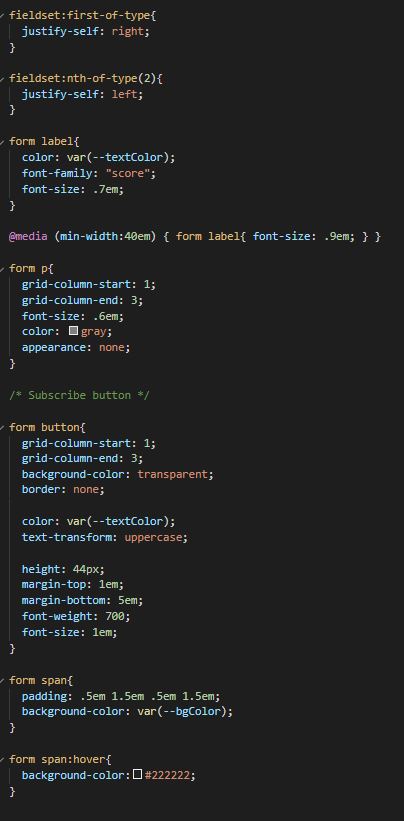 fieldset:first-of-type{
justify-self: right;
}
fieldset:nth-of-type(2){
justify-self: left;
}
form label{
color: var(--textColor);
font-family: "score";
font-size: .7em;
}
@media (min-width:40em) { form label{ font-size: .9em; } }
form p{
grid-column-start: 1;
grid-column-end: 3;
font-size: .6em;
color: gray;
appearance: none;
}
/* Subscribe button */
form button{
grid-column-start: 1;
grid-column-end: 3;
background-color: transparent;
border: none;
color: var(--textColor);
text-transform: uppercase;
height: 44px;
margin-top: 1em;
margin-bottom: 5em;
font-weight: 700;
font-size: 1em;
}
form span{
padding: .5em 1.5em .5em 1.5em;
background-color: var(--bgColor);
}
form span:hover{
background-color: #222222;
}